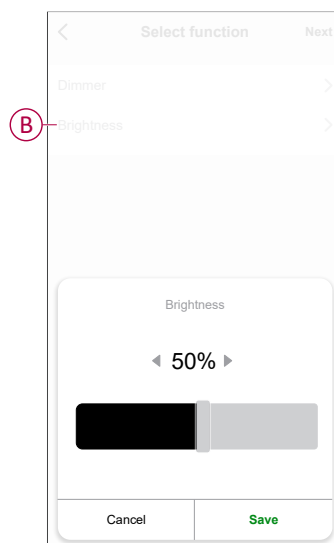 Select function Next
Dimmer
B Brightness
Brightness
50%
Cancel Save